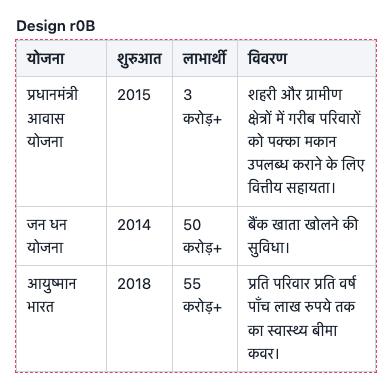 Design r0B
योजना शुरुआत लाभार्थी विवरण
प्रधानमंत्री 2015 3 शहरी और ग्रामीण
आवास करोड़+ क्षेत्रों में गरीब परिवारों
योजना को पक्का मकान
उपलब्ध कराने के लिए
वित्तीय सहायता।
जन धन 2014 50 बैंक खाता खोलने की
योजना करोड़+ सुविधा।
आयुष्मान 2018 55 प्रति परिवार प्रति वर्ष
भारत करोड़+ पाँच लाख रुपये तक
का स्वास्थ्य बीमा
कवर।